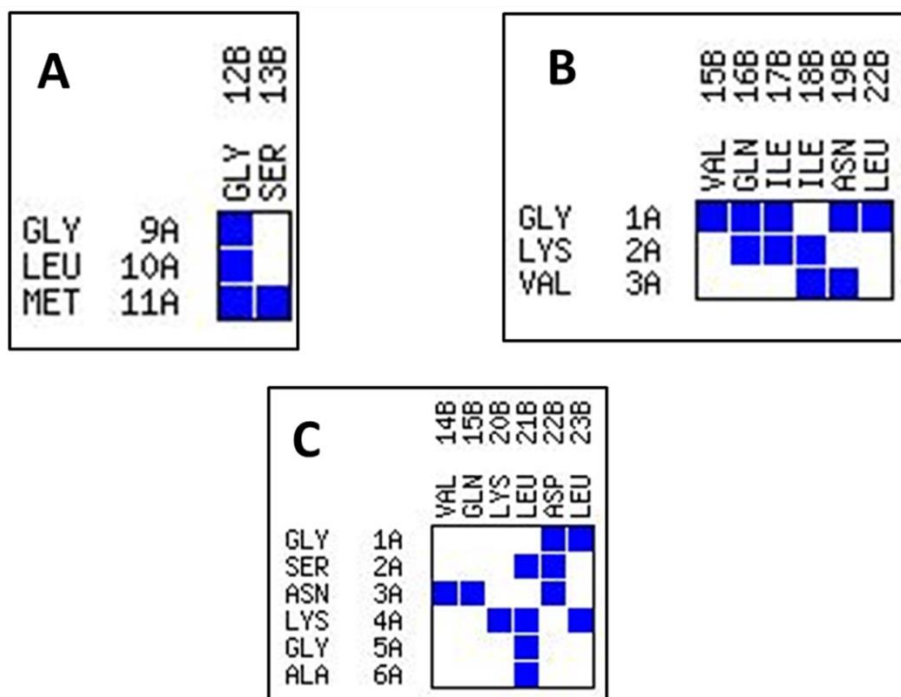 A
12B 13B
GLY SER
GLY 9A
LEU 10A
MET 11A
B
15B 16B 17B 18B 19B 22B
VAL GLN ILE ILE ASN LEU
GLY 1A
LYS 2A
VAL 3A
C
14B 15B 20B 21B 22B 23B
VAL GLN LYS LEU ASP LEU
GLY 1A
SER 2A
ASN 3A
LYS 4A
GLY 5A
ALA 6A